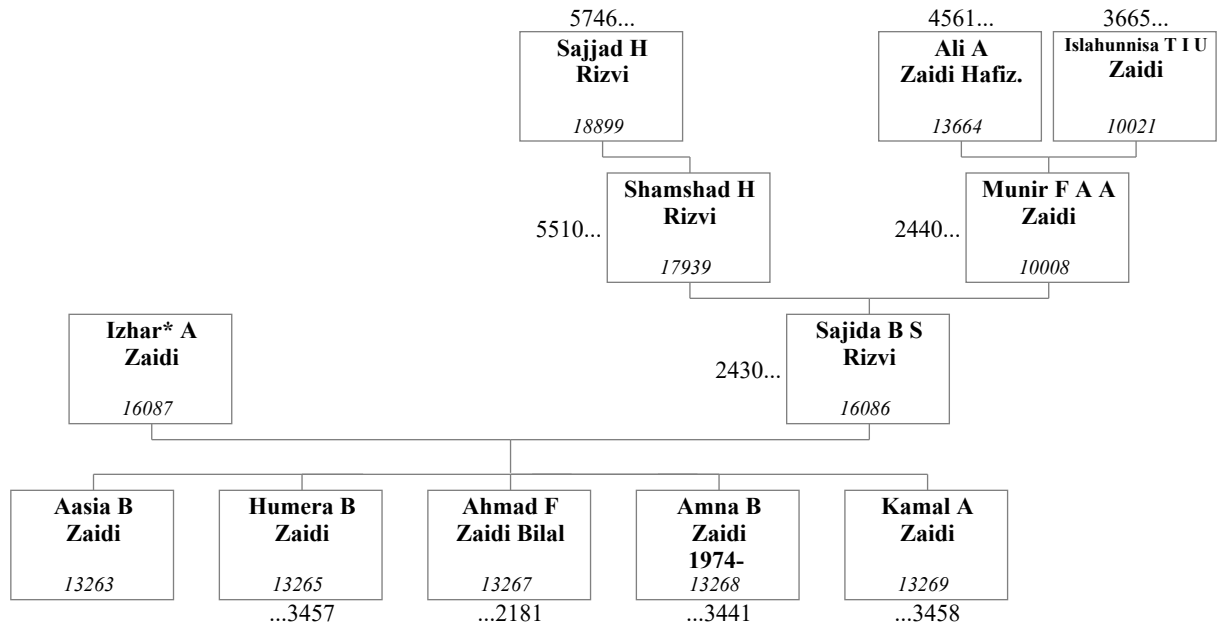 5746...
4561...
3665...
Sajjad H
Rizvi
18899
Ali A
Zaidi Hafiz.
13664
Islahunnisa T I U
Zaidi
10021
5510...
Shamshad H
Rizvi
17939
2440...
Munir F A A
Zaidi
10008
Izhar* A
Zaidi
16087
2430...
Sajida B S
Rizvi
16086
Aasia B
Zaidi
13263
Humera B
Zaidi
13265
...3457
Ahmad F
Zaidi Bilal
13267
...2181
Amna B
Zaidi
1974-
13268
...3441
Kamal A
Zaidi
13269
...3458